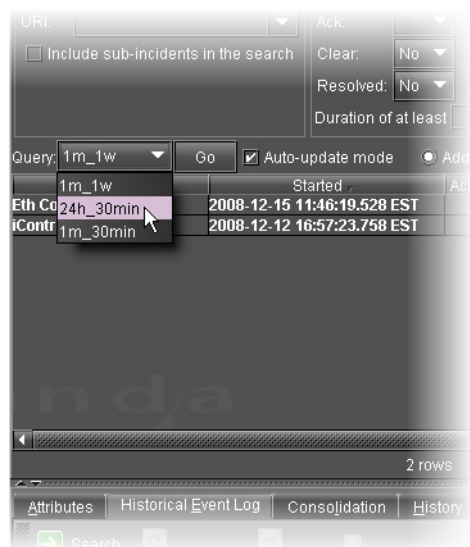 URI: Ack:
Include sub-incidents in the search Clear: No
Resolved: No
Duration of at least
Query: 1m_1w Go Auto-update mode Add
1m_1w Started Ac
Eth Co 24h_30min 2008-12-15 11:46:19.528 EST
iContr 1m_30min 2008-12-12 16:57:23.758 EST
nda
2 rows
Attributes Historical Event Log Consolidation History
Search